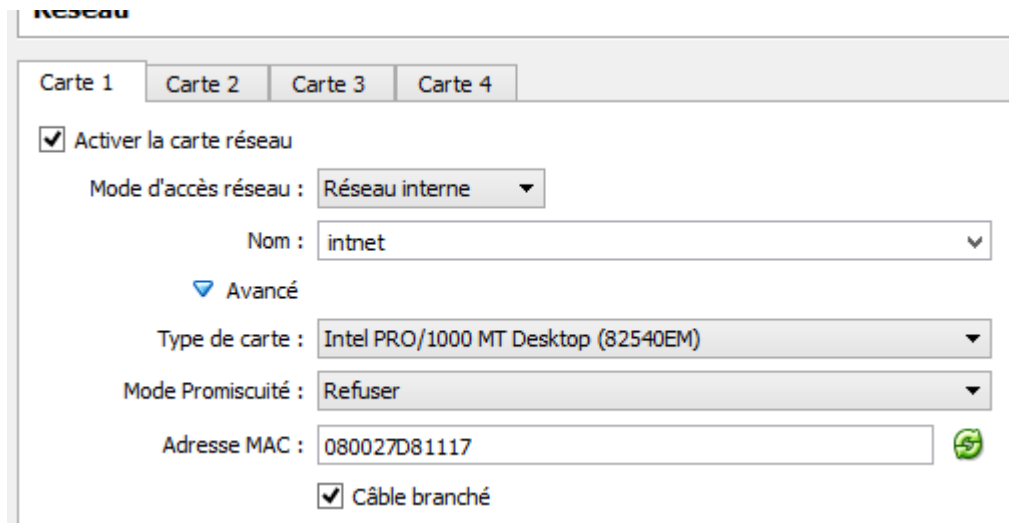 Réseau
Carte 1 Carte 2 Carte 3 Carte 4
Activer la carte réseau
Mode d'accès réseau : Réseau interne
Nom : intnet
Avancé
Type de carte : Intel PRO/1000 MT Desktop (82540EM)
Mode Promiscuité : Refuser
Adresse MAC : 080027D81117
Câble branché